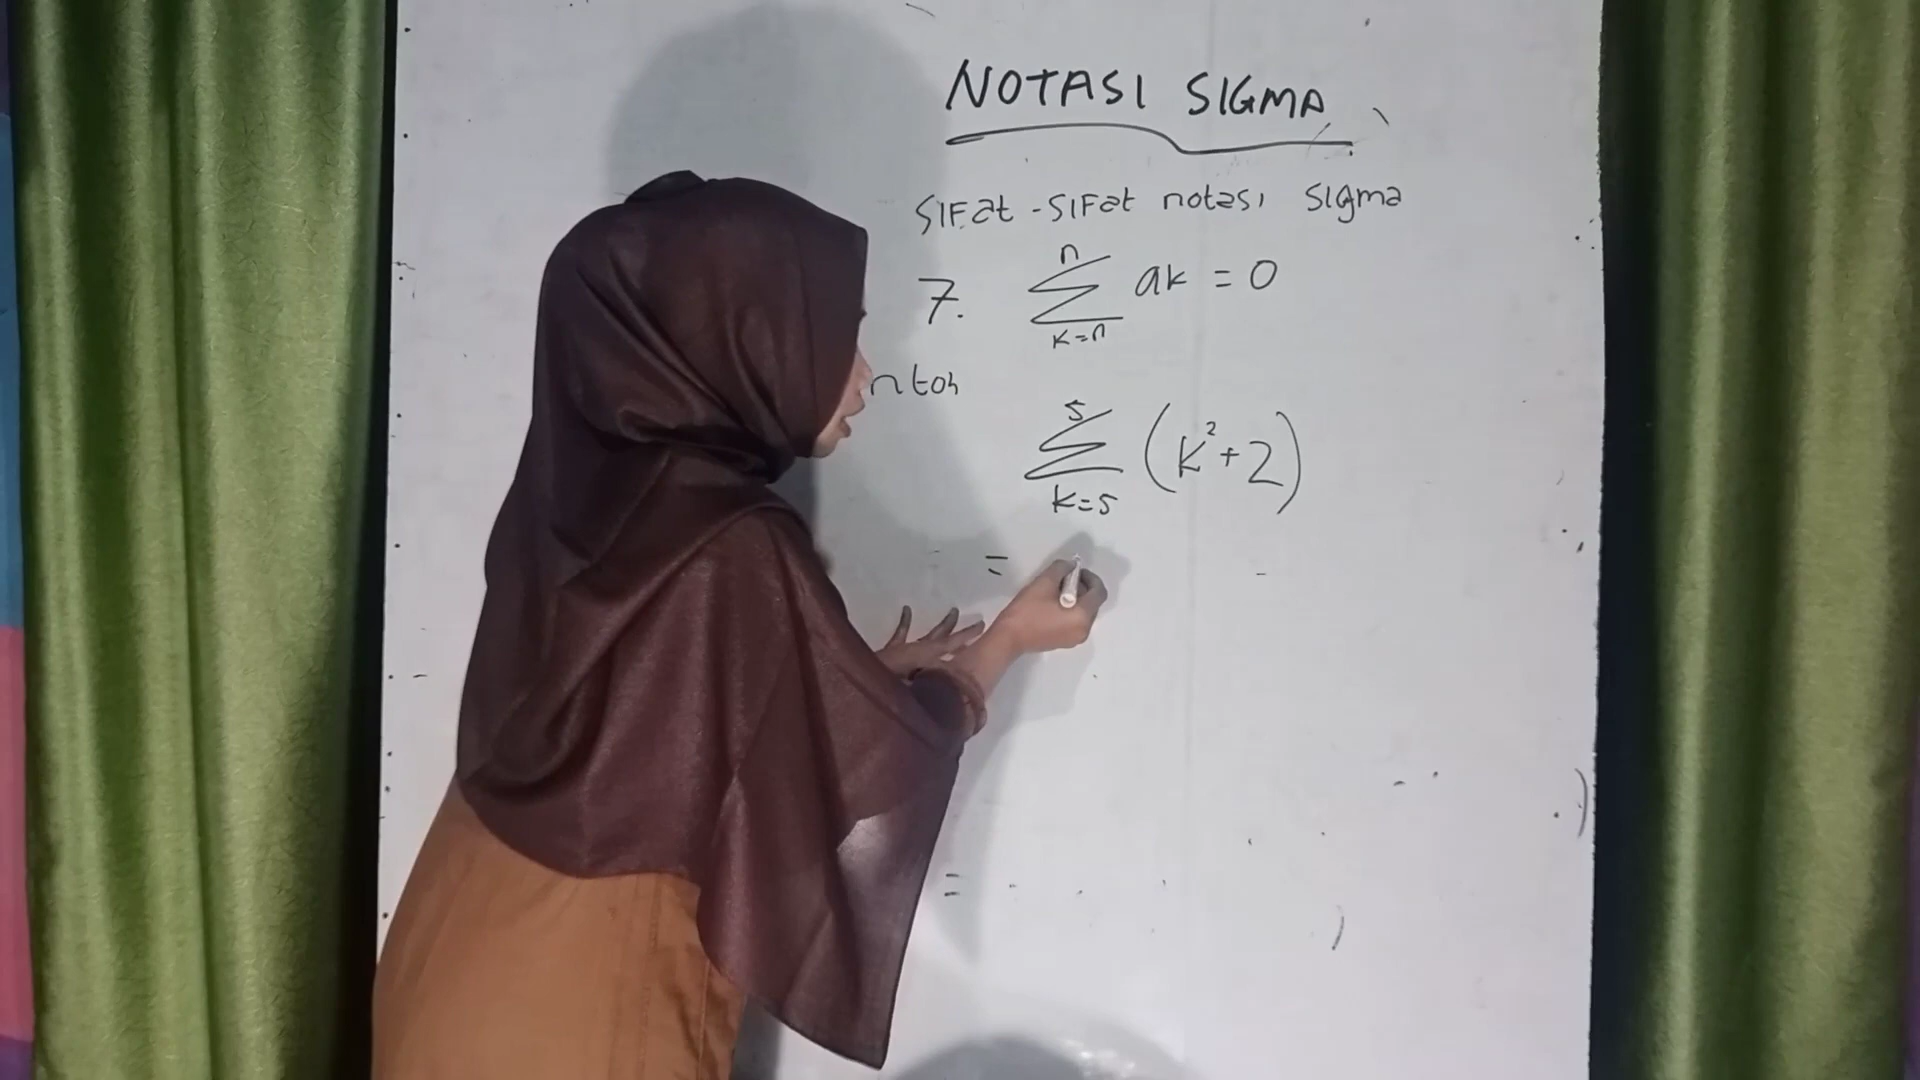 NOTASI SIGMA
SIFat-SIFat notasi sigma
7. n ∑ k=n ak = 0
ntoh
5 ∑ k=5 (k²+2)
=
=